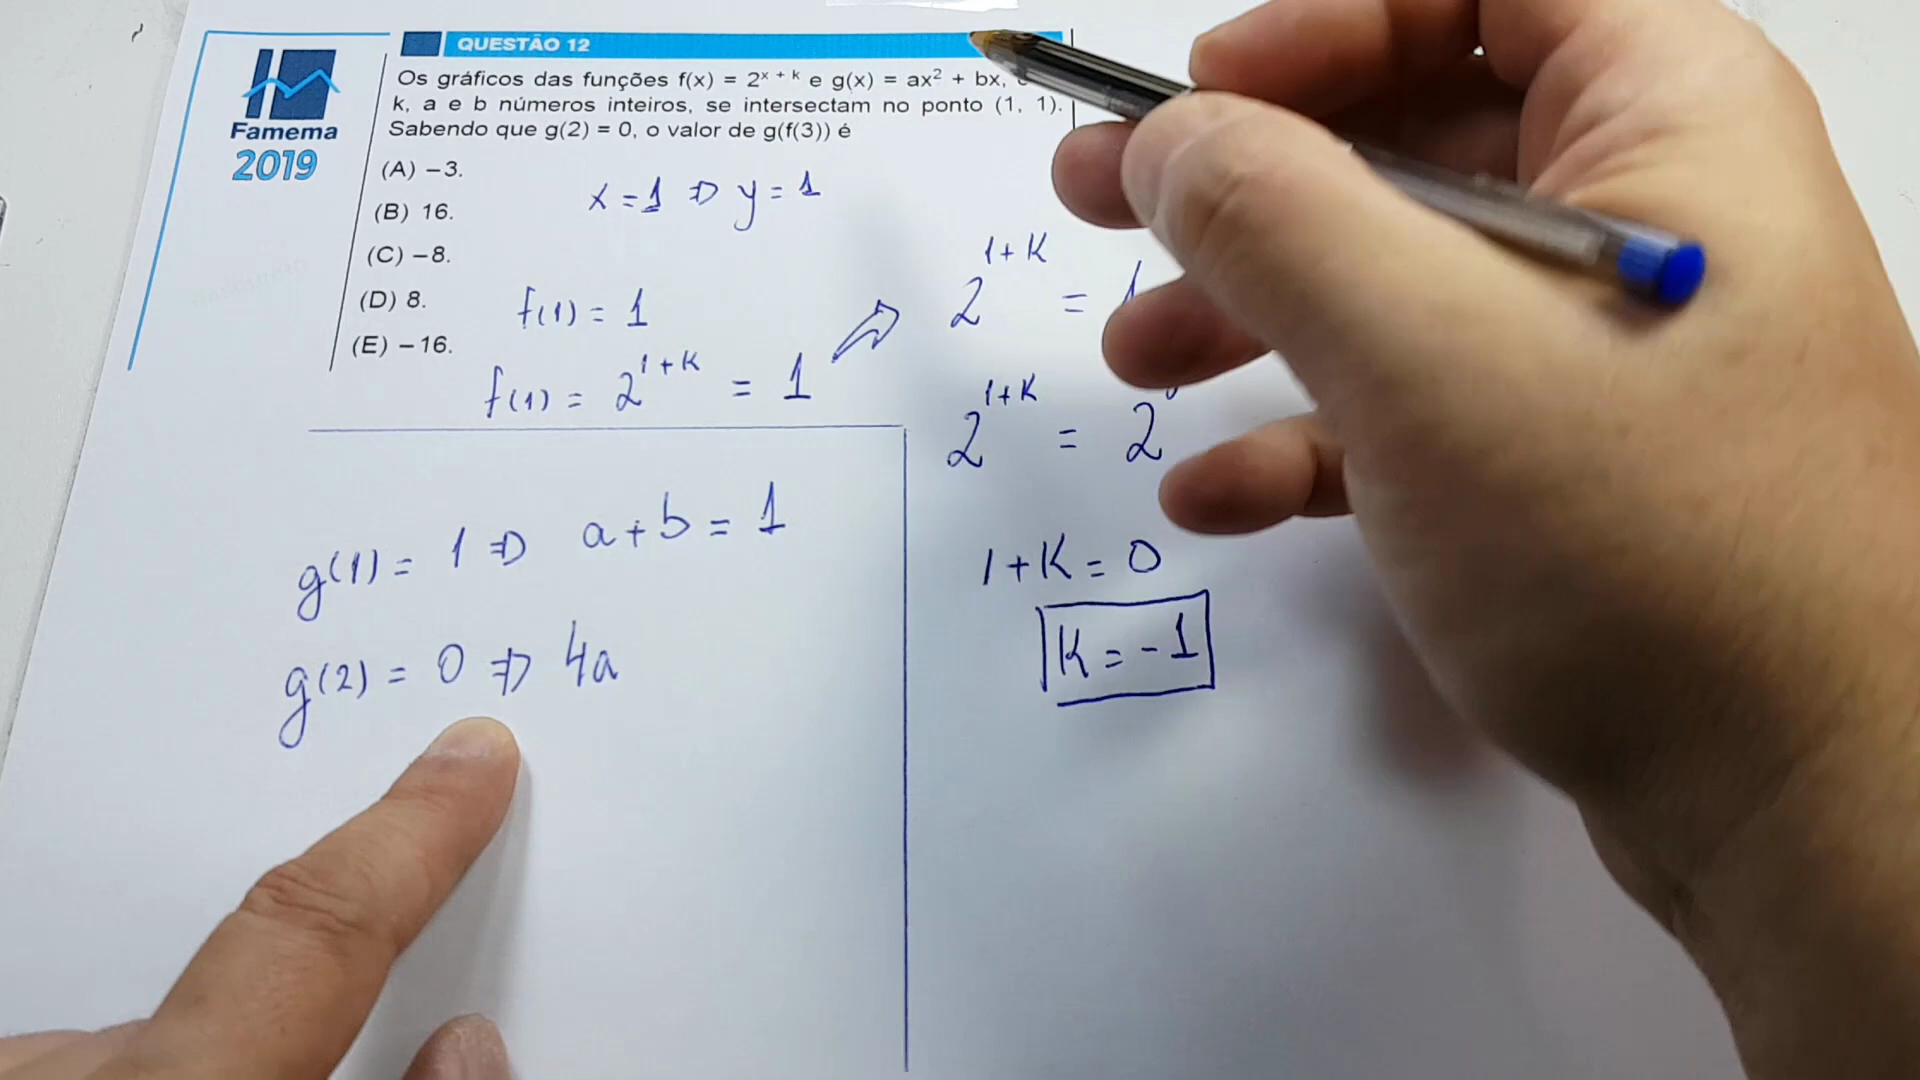 QUESTÃO 12
Os gráficos das funções f(x) = 2^(x + k) e g(x) = ax² + bx,
k, a e b números inteiros, se intersectam no ponto (1, 1).
Sabendo que g(2) = 0, o valor de g(f(3)) é
Famema
2019
(A) –3.
(B) 16.
(C) –8.
(D) 8.
(E) –16.
x = 1 ⇒ y = 1
f(1) = 1
f(1) = 2^(1+K) = 1
2^(1+K) = 1
2^(1+K) = 2
1 + K = 0
K = -1
g(1) = 1 ⇒ a + b = 1
g(2) = 0 ⇒ 4a